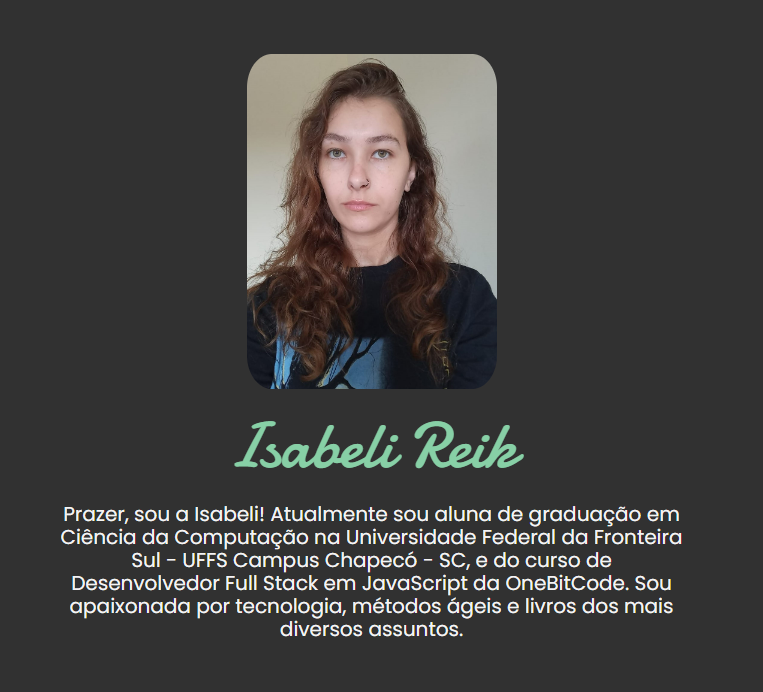 Isabeli Reik
Prazer, sou a Isabeli! Atualmente sou aluna de graduação em
Ciência da Computação na Universidade Federal da Fronteira
Sul - UFFS Campus Chapecó - SC, e do curso de
Desenvolvedor Full Stack em JavaScript da OneBitCode. Sou
apaixonada por tecnologia, métodos ágeis e livros dos mais
diversos assuntos.